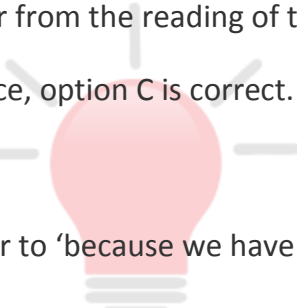 r from the reading of t
ce, option C is correct.
r to ‘because we have